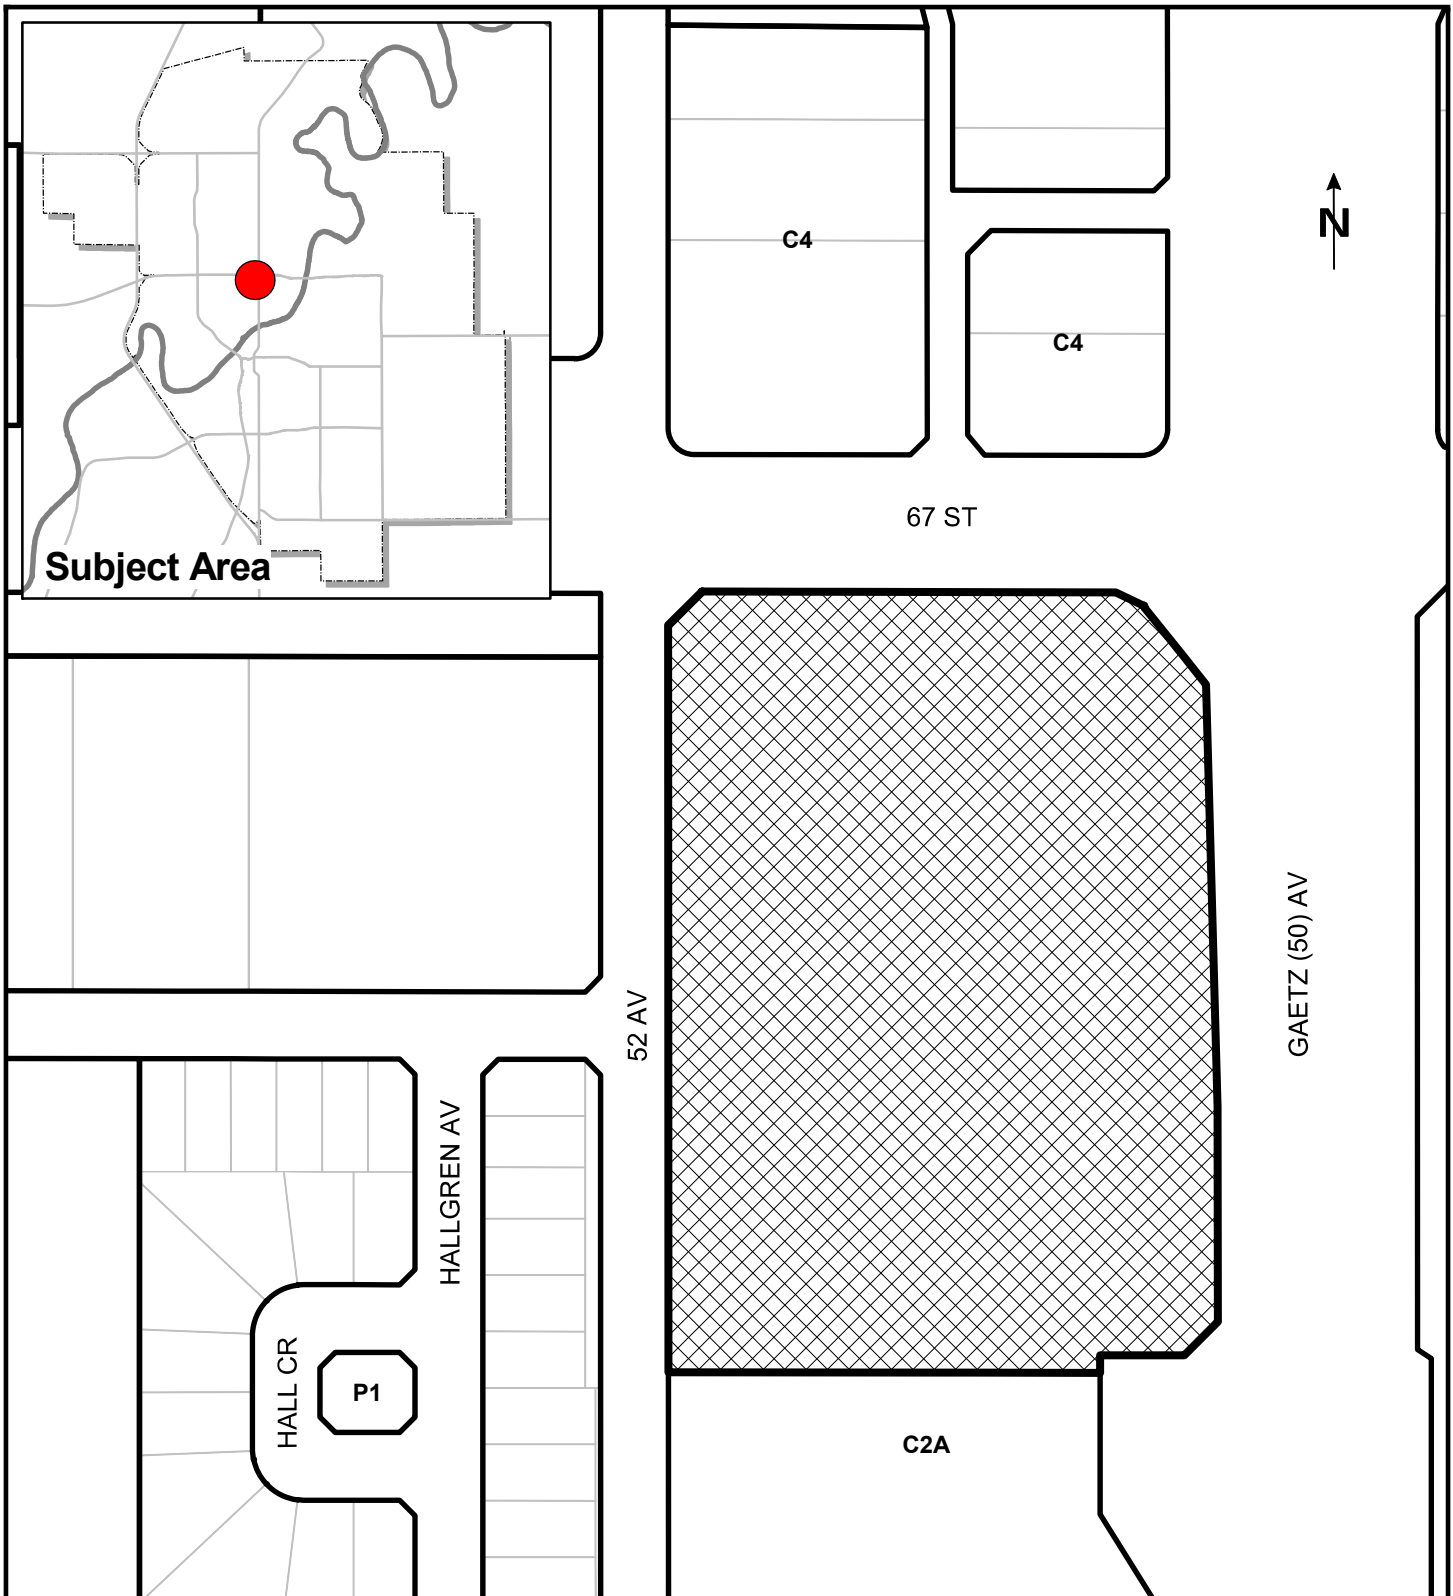 C4
N
C4
67 ST
Subject Area
GAETZ (50) AV
52 AV
HALLGREN AV
HALL CR
P1
C2A